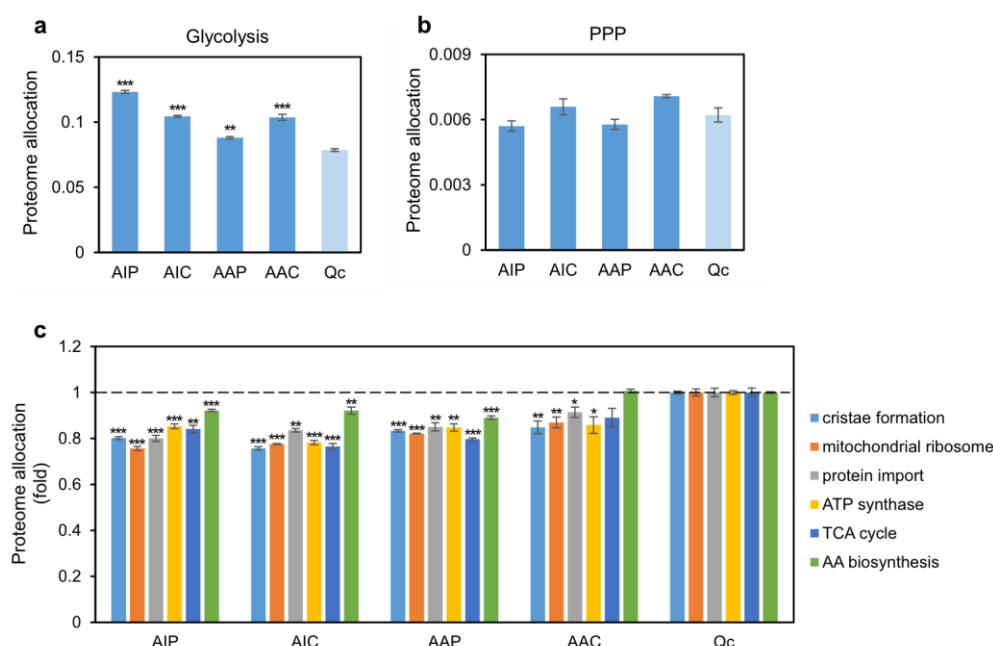 a
Glycolysis
Proteome allocation
0.15
0.1
0.05
0
***
***
**
***
AIP AIC AAP AAC Qc
b
PPP
Proteome allocation
0.009
0.006
0.003
0
AIP AIC AAP AAC Qc
c
Proteome allocation
(fold)
1.2
1
0.8
0.6
0.4
0.2
0
*** *** *** *** ** ***
*** *** ** *** *** **
*** *** ** ** *** ***
** ** * *
AIP AIC AAP AAC Qc
cristae formation
mitochondrial ribosome
protein import
ATP synthase
TCA cycle
AA biosynthesis